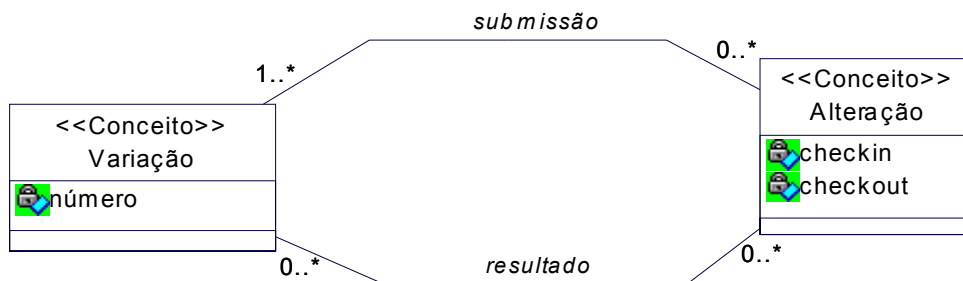 submissão
0..*
1..*
<<Conceito>>
Alteração
checkin
checkout
<<Conceito>>
Variação
número
0..*
resultado
0..*